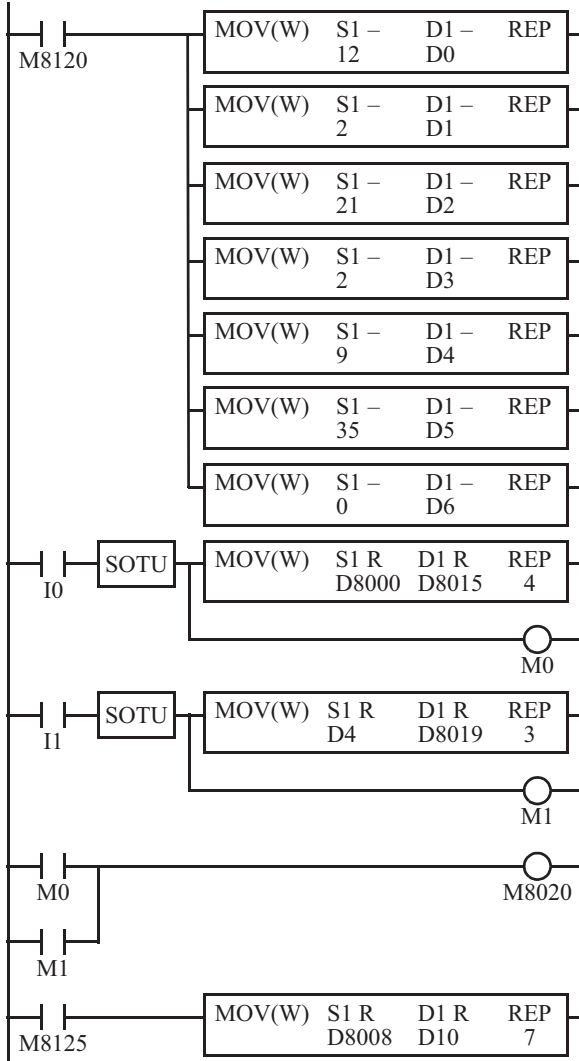 MOV(W) S1 – D1 – REP
12 D0
M8120
MOV(W) S1 – D1 – REP
2 D1
MOV(W) S1 – D1 – REP
21 D2
MOV(W) S1 – D1 – REP
2 D3
MOV(W) S1 – D1 – REP
9 D4
MOV(W) S1 – D1 – REP
35 D5
MOV(W) S1 – D1 – REP
0 D6
SOTU MOV(W) S1 R D1 R REP
I0 D8000 D8015 4
M0
SOTU MOV(W) S1 R D1 R REP
I1 D4 D8019 3
M1
M0 M8020
M1
MOV(W) S1 R D1 R REP
M8125 D8008 D10 7